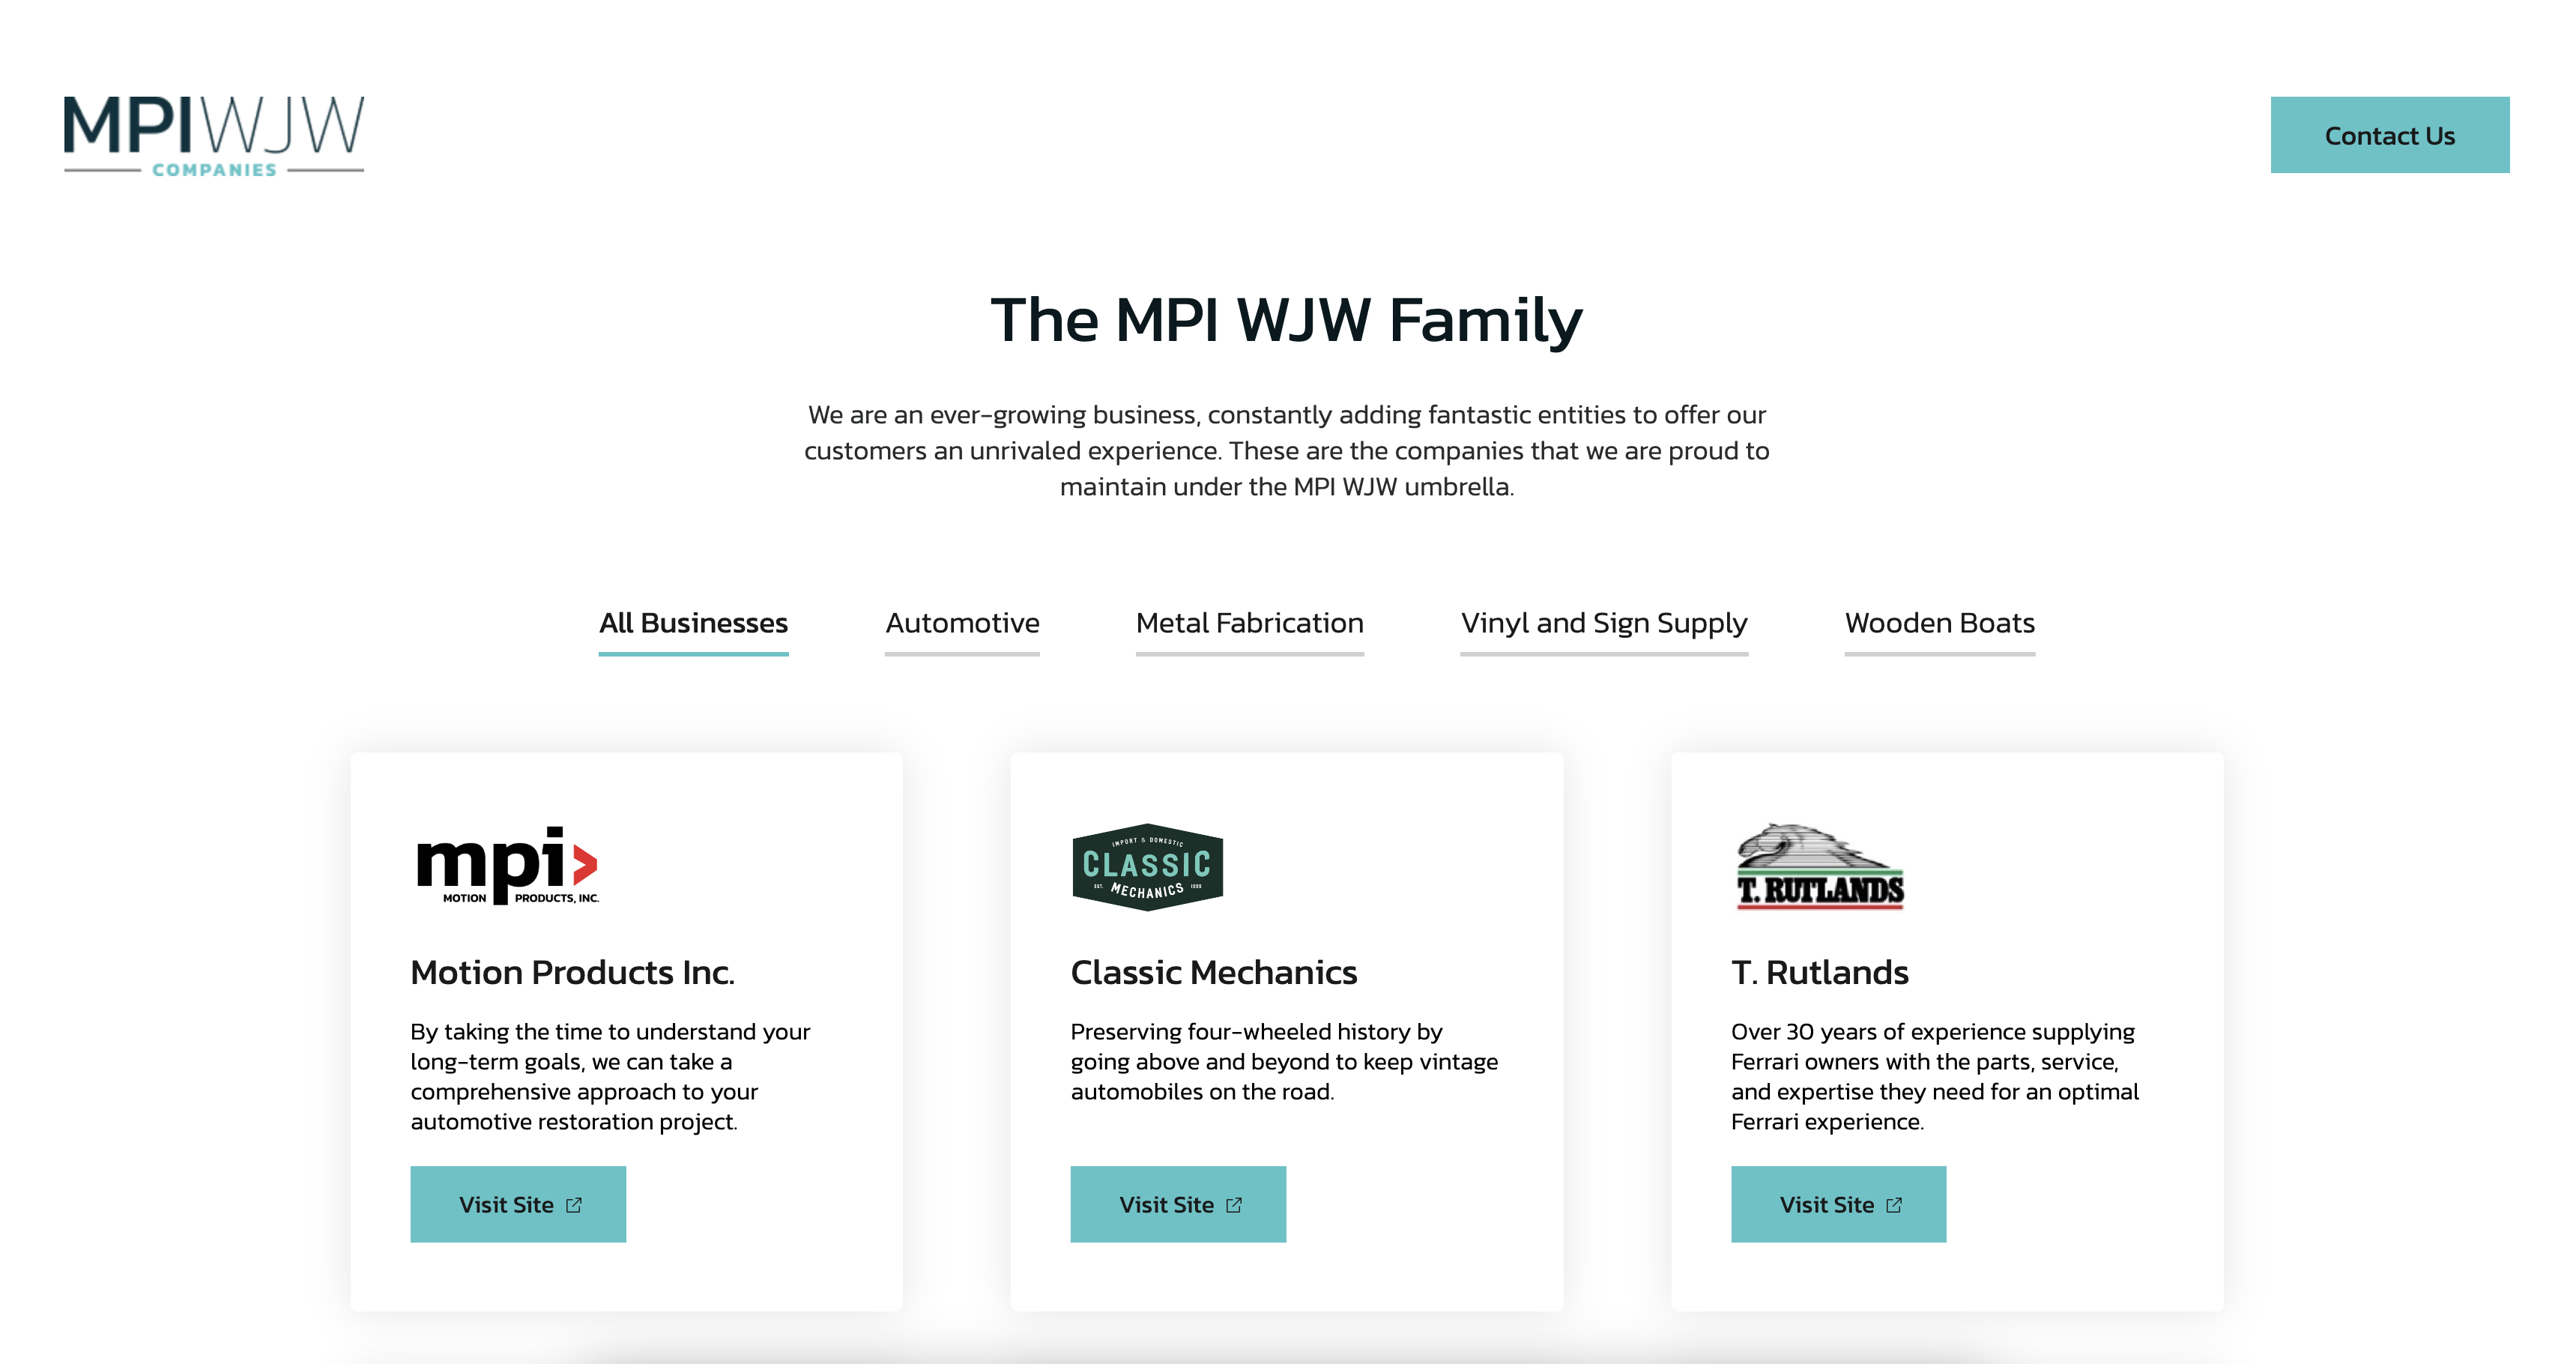 MPIWJW
COMPANIES
Contact Us
The MPI WJW Family
We are an ever-growing business, constantly adding fantastic entities to offer our
customers an unrivaled experience. These are the companies that we are proud to
maintain under the MPI WJW umbrella.
All Businesses
Automotive
Metal Fabrication
Vinyl and Sign Supply
Wooden Boats
mpi
MOTION PRODUCTS, INC.
Motion Products Inc.
By taking the time to understand your
long-term goals, we can take a
comprehensive approach to your
automotive restoration project.
Visit Site
IMPORT & DOMESTIC
CLASSIC
EST.
MECHANICS
Classic Mechanics
Preserving four-wheeled history by
going above and beyond to keep vintage
automobiles on the road.
Visit Site
T. RUTLANDS
T. Rutlands
Over 30 years of experience supplying
Ferrari owners with the parts, service,
and expertise they need for an optimal
Ferrari experience.
Visit Site